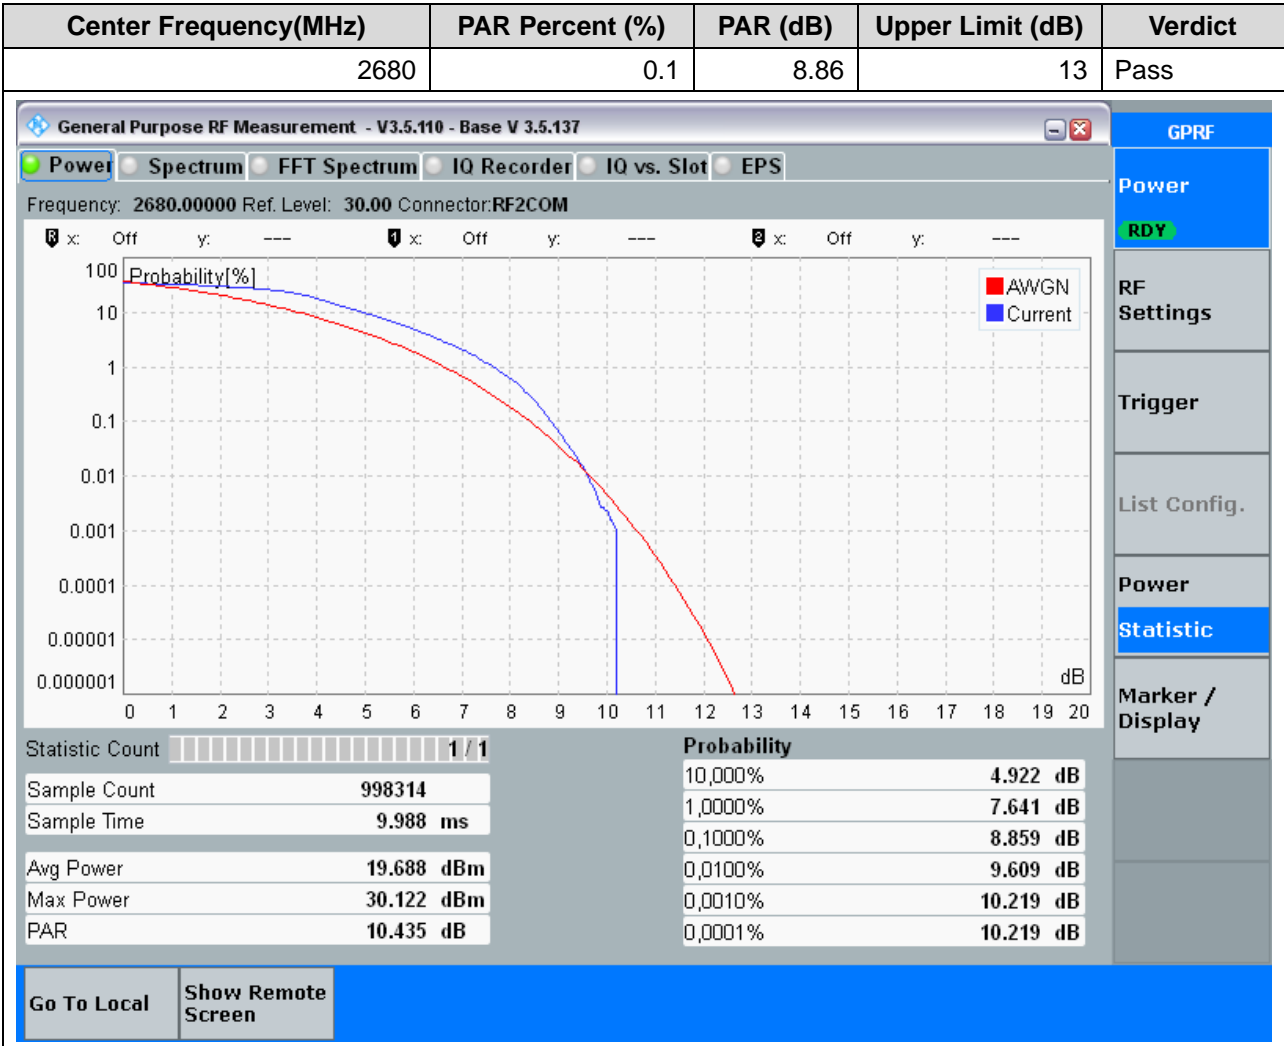 Center Frequency(MHz) PAR Percent (%) PAR (dB) Upper Limit (dB) Verdict
2680 0.1 8.86 13 Pass
General Purpose RF Measurement - V3.5.110 - Base V 3.5.137
GPRF
Power Spectrum FFT Spectrum IQ Recorder IQ vs. Slot EPS
Frequency: 2680.00000 Ref. Level: 30.00 Connector:RF2COM
R x: Off y: --- 1 x: Off y: --- 2 x: Off y: ---
Power
RDY
RF
Settings
Trigger
List Config.
Power
Statistic
Marker /
Display
Probability[%]
AWGN
Current
100
10
1
0.1
0.01
0.001
0.0001
0.00001
0.000001
dB
0 1 2 3 4 5 6 7 8 9 10 11 12 13 14 15 16 17 18 19 20
Statistic Count 1 / 1
Sample Count 998314
Sample Time 9.988 ms
Avg Power 19.688 dBm
Max Power 30.122 dBm
PAR 10.435 dB
Probability
10,000% 4.922 dB
1,0000% 7.641 dB
0,1000% 8.859 dB
0,0100% 9.609 dB
0,0010% 10.219 dB
0,0001% 10.219 dB
Go To Local
Show Remote
Screen